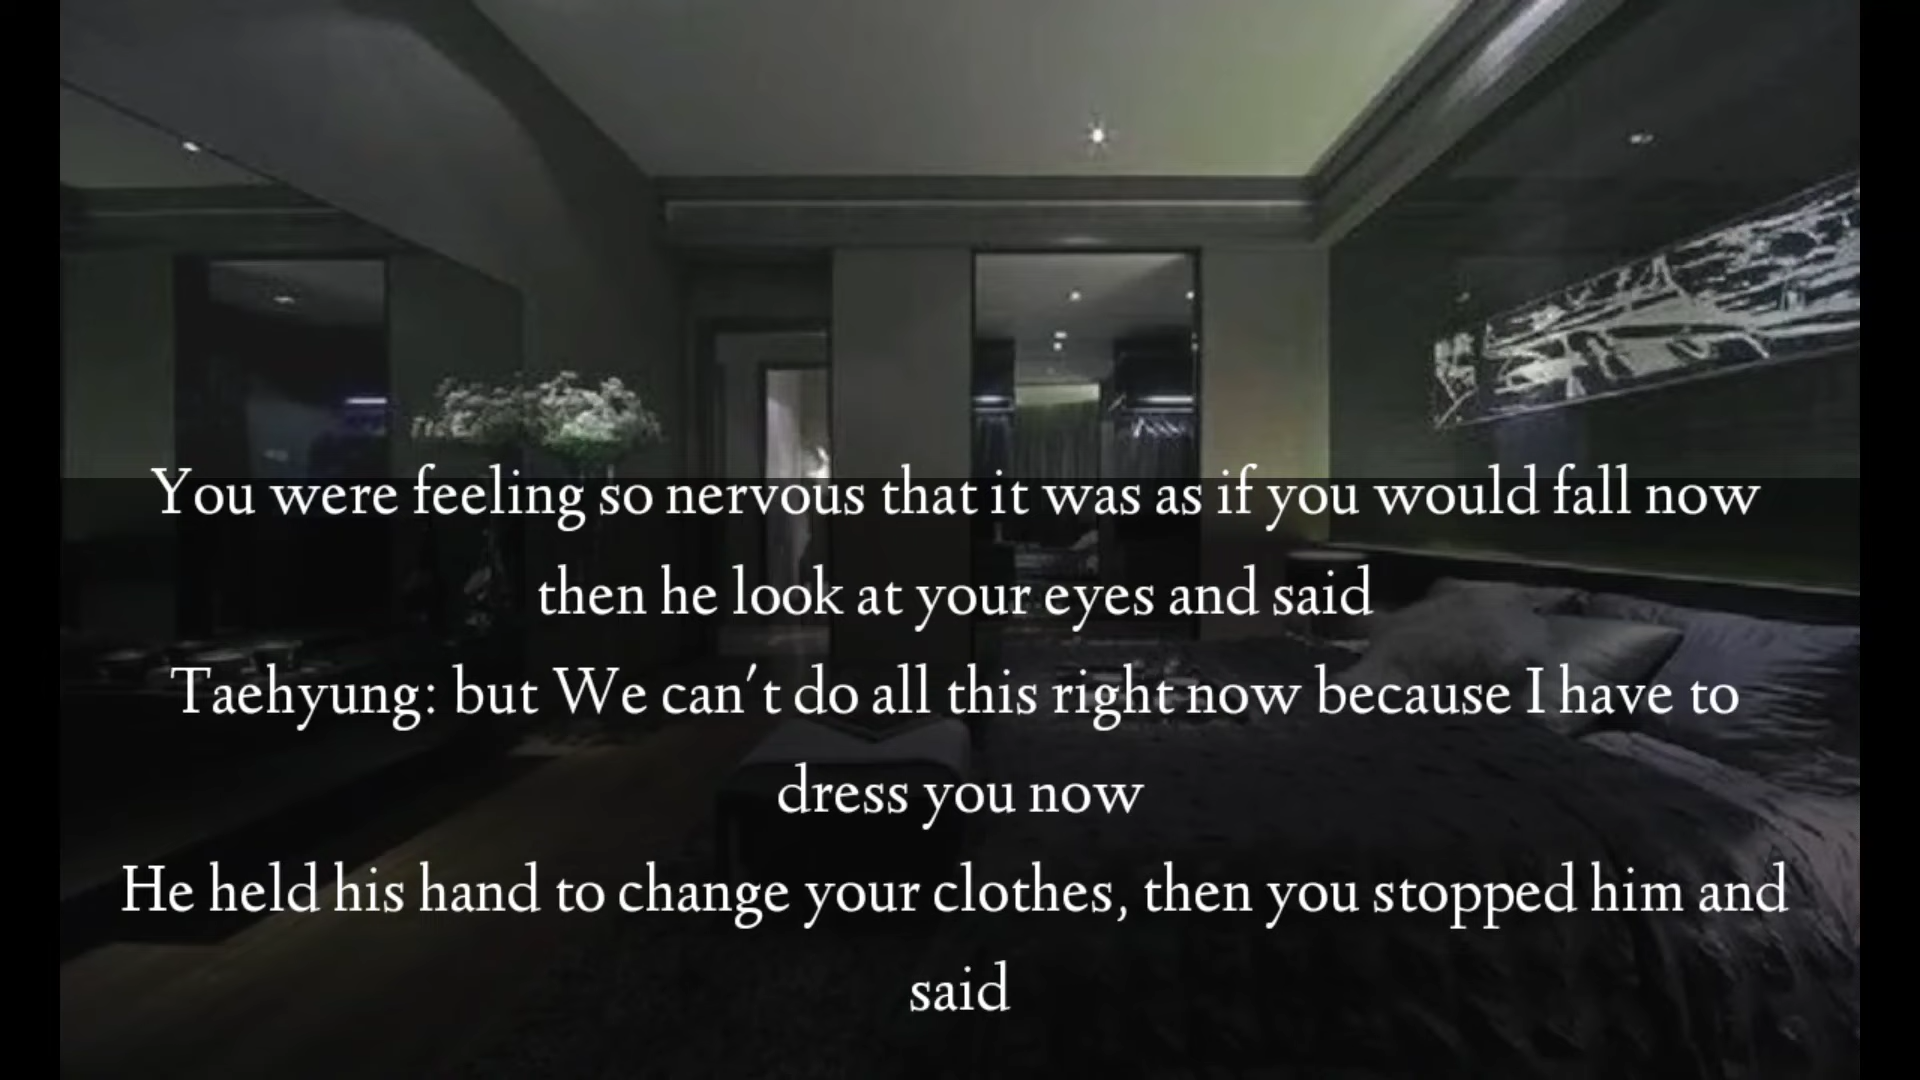 You were feeling so nervous that it was as if you would fall now
then he look at your eyes and said
Taehyung: but We can't do all this right now because I have to
dress you now
He held his hand to change your clothes, then you stopped him and
said